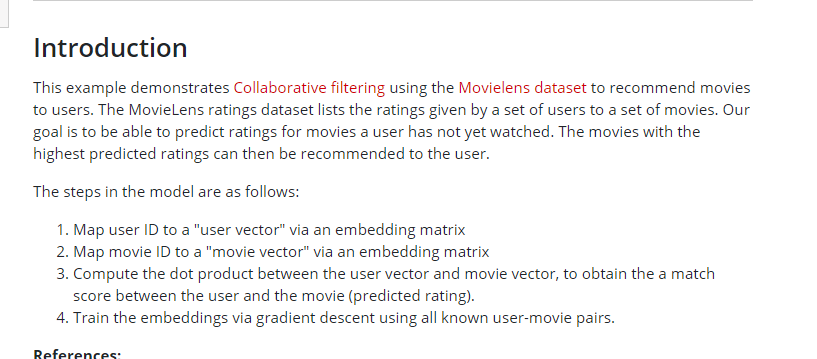 Introduction
This example demonstrates Collaborative filtering using the Movielens dataset to recommend movies
to users. The MovieLens ratings dataset lists the ratings given by a set of users to a set of movies. Our
goal is to be able to predict ratings for movies a user has not yet watched. The movies with the
highest predicted ratings can then be recommended to the user.
The steps in the model are as follows:
1. Map user ID to a "user vector" via an embedding matrix
2. Map movie ID to a "movie vector" via an embedding matrix
3. Compute the dot product between the user vector and movie vector, to obtain the a match
score between the user and the movie (predicted rating).
4. Train the embeddings via gradient descent using all known user-movie pairs.
References: